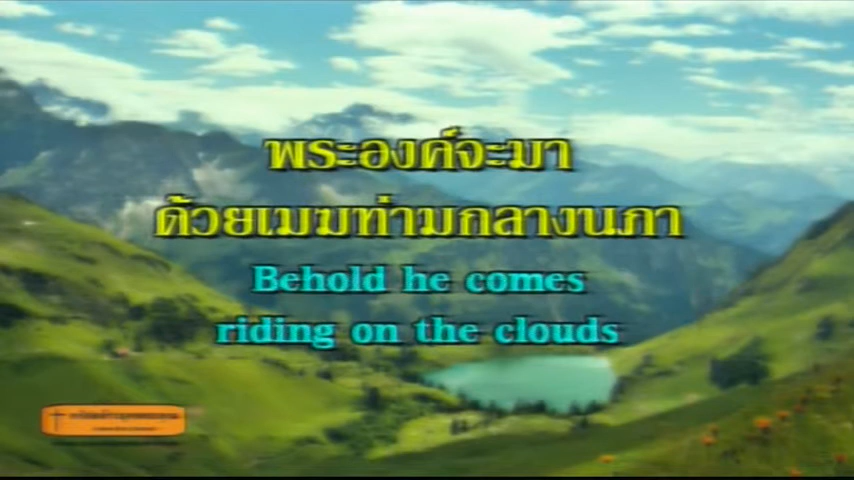 พระองค์จะมา
ด้วยเมฆท่ามกลางนภา
Behold he comes
riding on the clouds